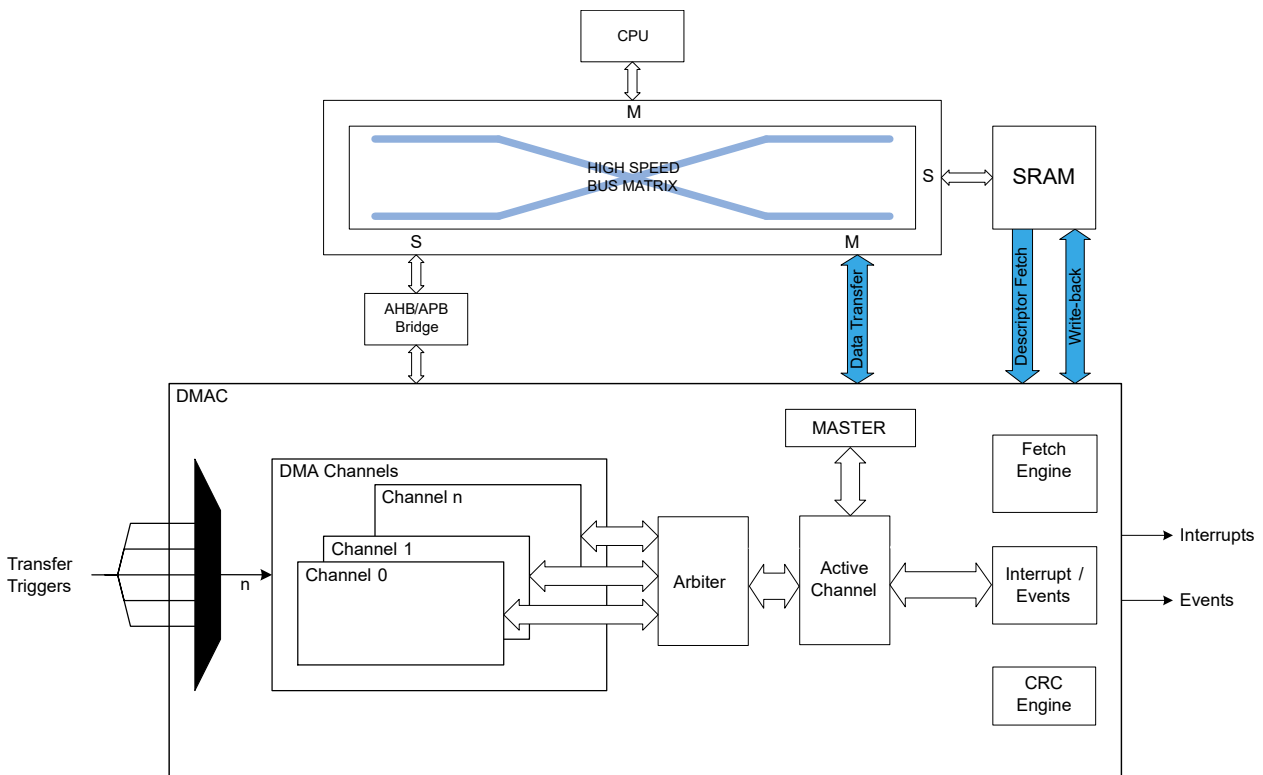 CPU
M
HIGH SPEED
BUS MATRIX
S
SRAM
S
M
AHB/APB
Bridge
Data Transfer
Descriptor Fetch
Write-back
DMAC
MASTER
Fetch
Engine
DMA Channels
Channel n
Channel 1
Channel 0
Transfer
Triggers
n
Arbiter
Active
Channel
Interrupt /
Events
Interrupts
Events
CRC
Engine